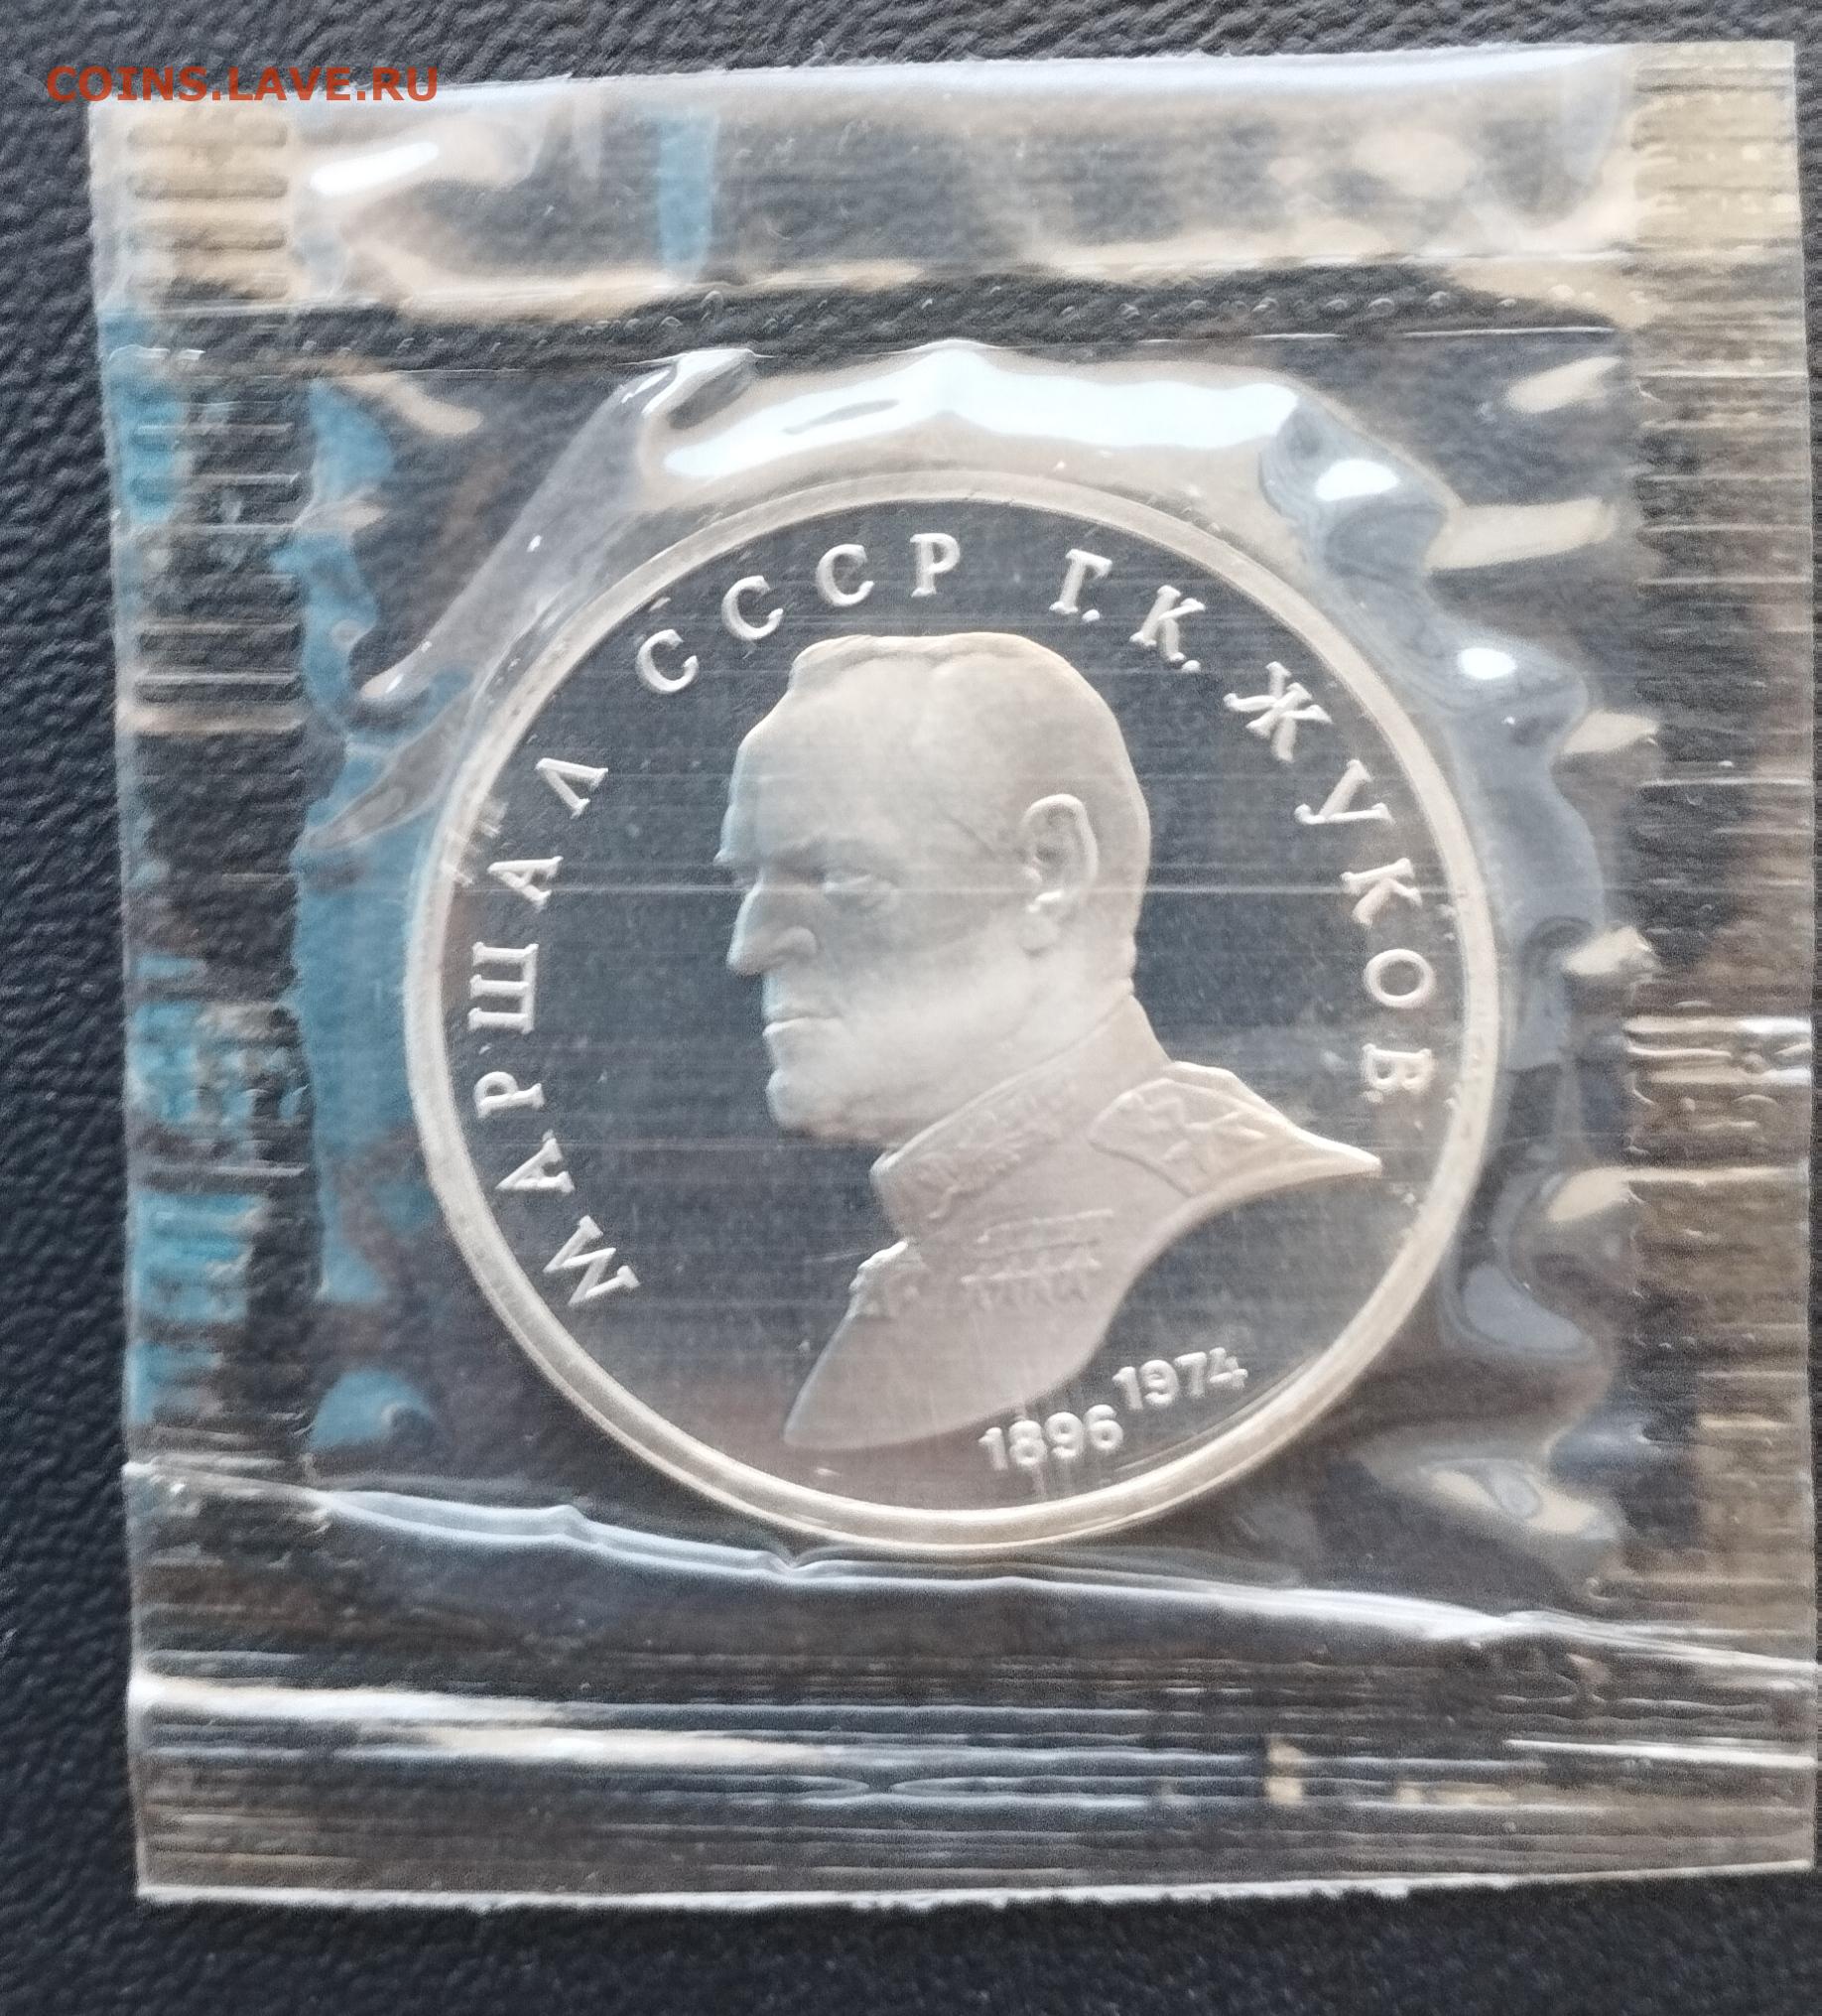 COINS.LAVE.RU
МАРШАЛ СССР Г.К. ЖУКОВ
1896 1974